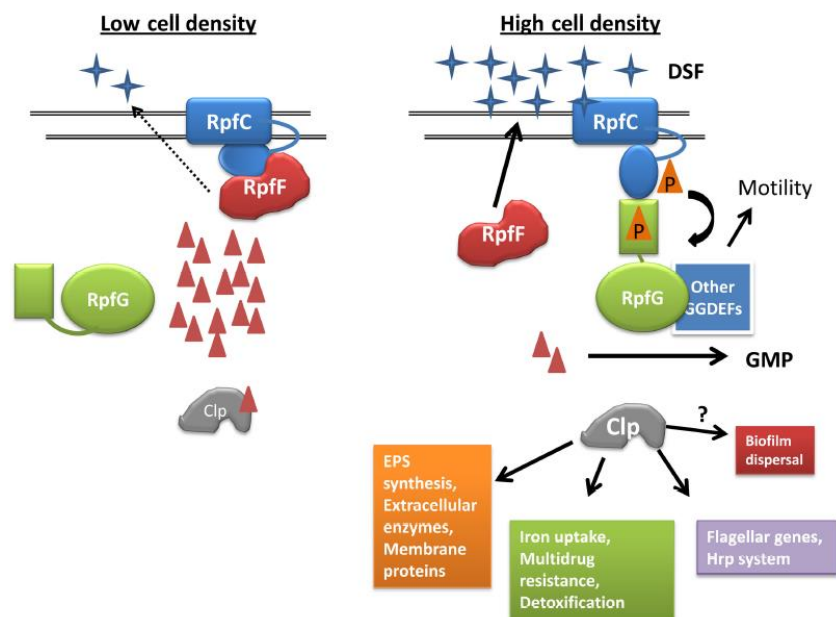 Low cell density
RpfC
RpfF
RpfG
Clp
High cell density
DSF
RpfC
P
P
Motility
RpfF
RpfG
Other
GGDEFs
GMP
Clp
?
Biofilm
dispersal
EPS
synthesis,
Extracellular
enzymes,
Membrane
proteins
Iron uptake,
Multidrug
resistance,
Detoxification
Flagellar genes,
Hrp system